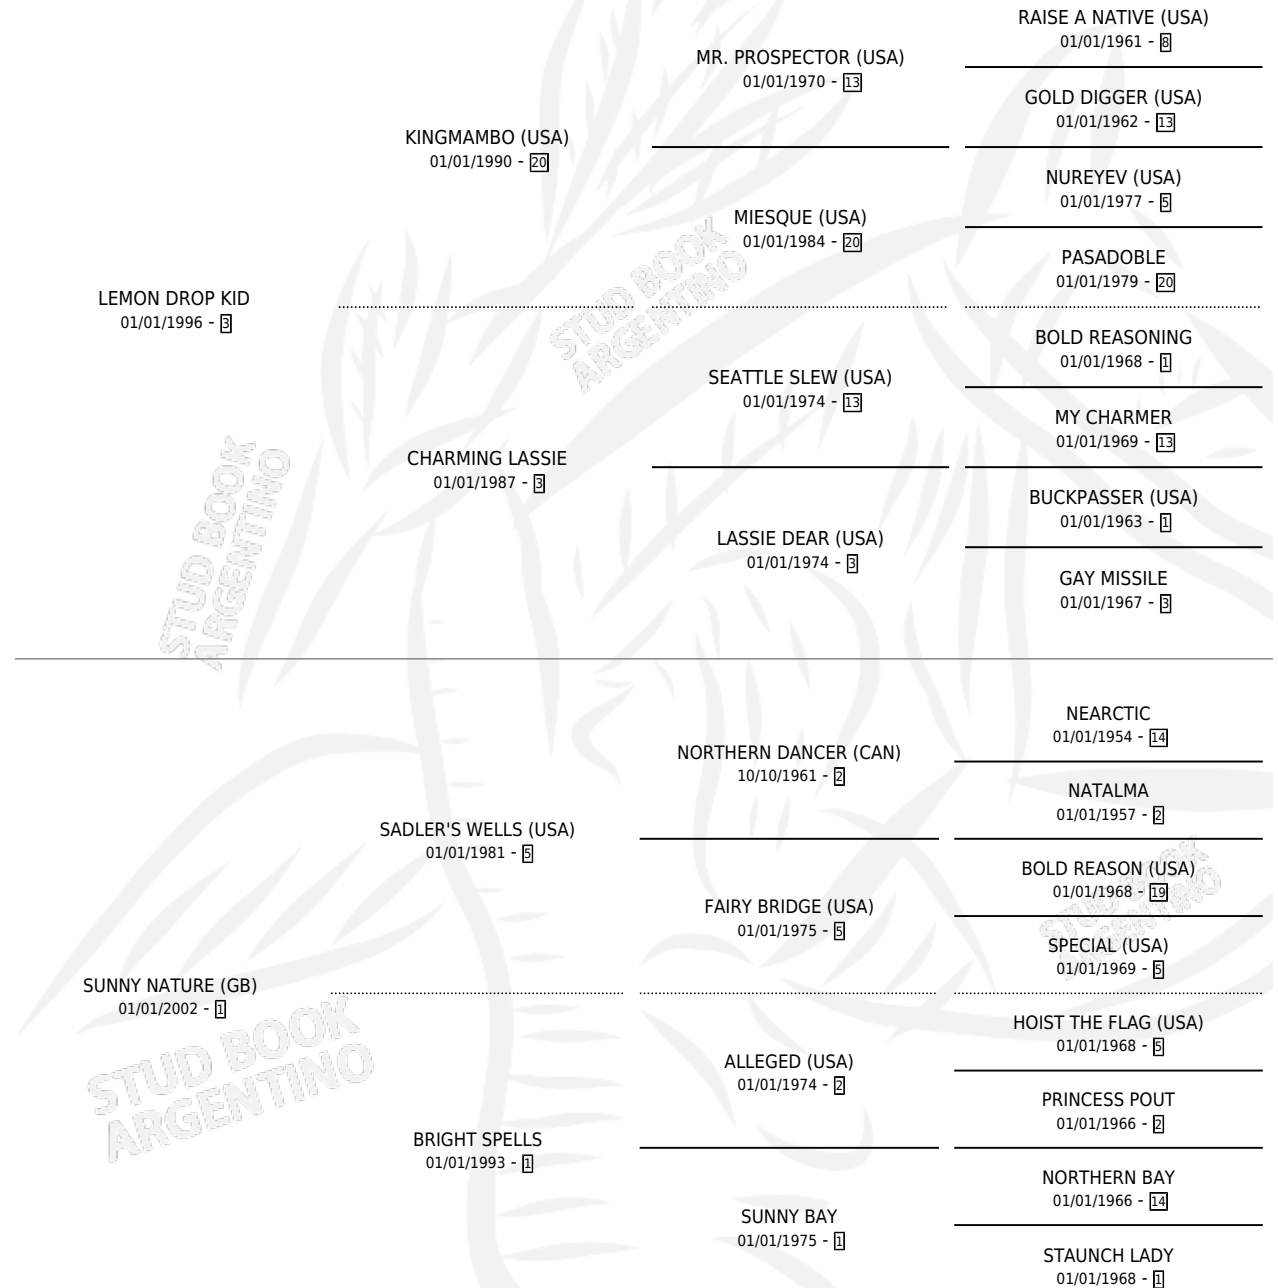 RAISE A NATIVE (USA)
01/01/1961 - 8
MR. PROSPECTOR (USA)
01/01/1970 - 13
GOLD DIGGER (USA)
01/01/1962 - 13
KINGMAMBO (USA)
01/01/1990 - 20
NUREYEV (USA)
01/01/1977 - 5
MIESQUE (USA)
01/01/1984 - 20
PASADOBLE
01/01/1979 - 20
LEMON DROP KID
01/01/1996 - 3
BOLD REASONING
01/01/1968 - 1
SEATTLE SLEW (USA)
01/01/1974 - 13
MY CHARMER
01/01/1969 - 13
CHARMING LASSIE
01/01/1987 - 3
BUCKPASSER (USA)
01/01/1963 - 1
LASSIE DEAR (USA)
01/01/1974 - 3
GAY MISSILE
01/01/1967 - 3
NEARCTIC
01/01/1954 - 14
NORTHERN DANCER (CAN)
10/10/1961 - 2
NATALMA
01/01/1957 - 2
SADLER'S WELLS (USA)
01/01/1981 - 5
BOLD REASON (USA)
01/01/1968 - 19
FAIRY BRIDGE (USA)
01/01/1975 - 5
SPECIAL (USA)
01/01/1969 - 5
SUNNY NATURE (GB)
01/01/2002 - 1
HOIST THE FLAG (USA)
01/01/1968 - 5
ALLEGED (USA)
01/01/1974 - 2
PRINCESS POUT
01/01/1966 - 2
BRIGHT SPELLS
01/01/1993 - 1
NORTHERN BAY
01/01/1966 - 14
SUNNY BAY
01/01/1975 - 1
STAUNCH LADY
01/01/1968 - 1
STUD BOOK
ARGENTINO
STUD BOOK
ARGENTINO
STUD BOOK
ARGENTINO
STUD BOOK
ARGENTINO